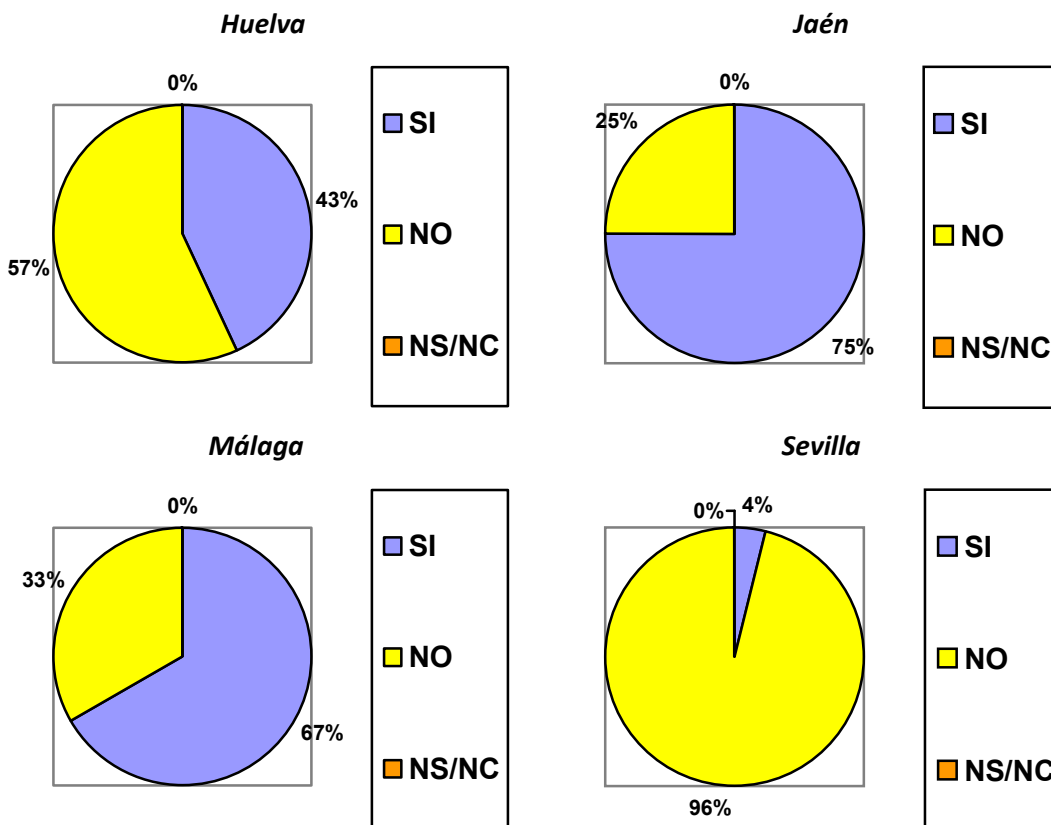 Huelva
0%
43%
57%
SI
NO
NS/NC
Jaén
0%
25%
75%
SI
NO
NS/NC
Málaga
0%
33%
67%
SI
NO
NS/NC
Sevilla
0%
4%
96%
SI
NO
NS/NC